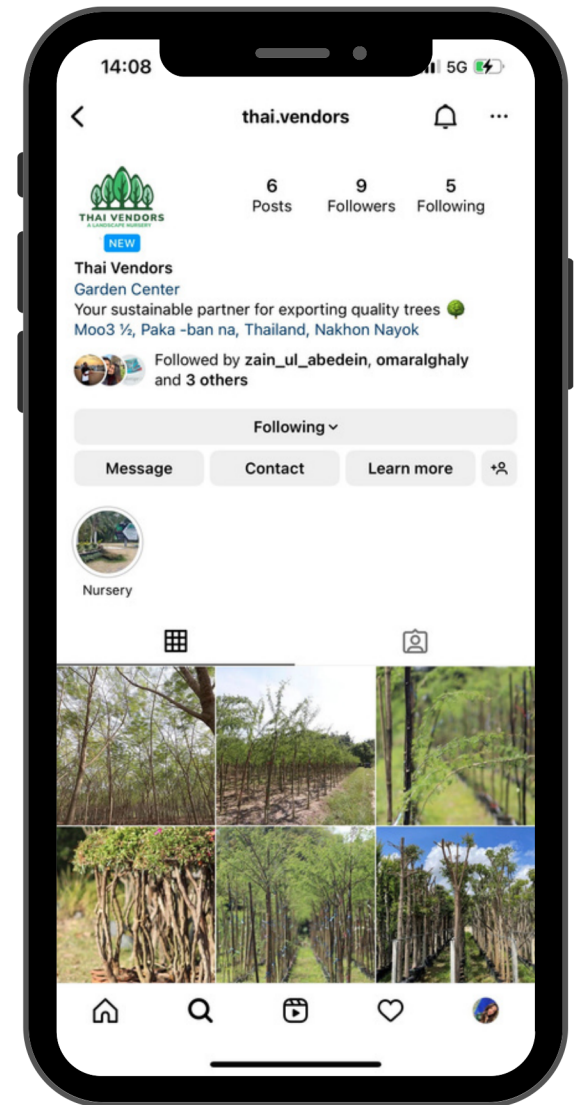 14:08
5G
thai.vendors
THAI VENDORS
A LANDSCAPE NURSERY
NEW
6
Posts
9
Followers
5
Following
Thai Vendors
Garden Center
Your sustainable partner for exporting quality trees 🌳
Moo3 ½, Paka -ban na, Thailand, Nakhon Nayok
Followed by zain_ul_abedein, omaralghaly
and 3 others
Following
Message
Contact
Learn more
Nursery